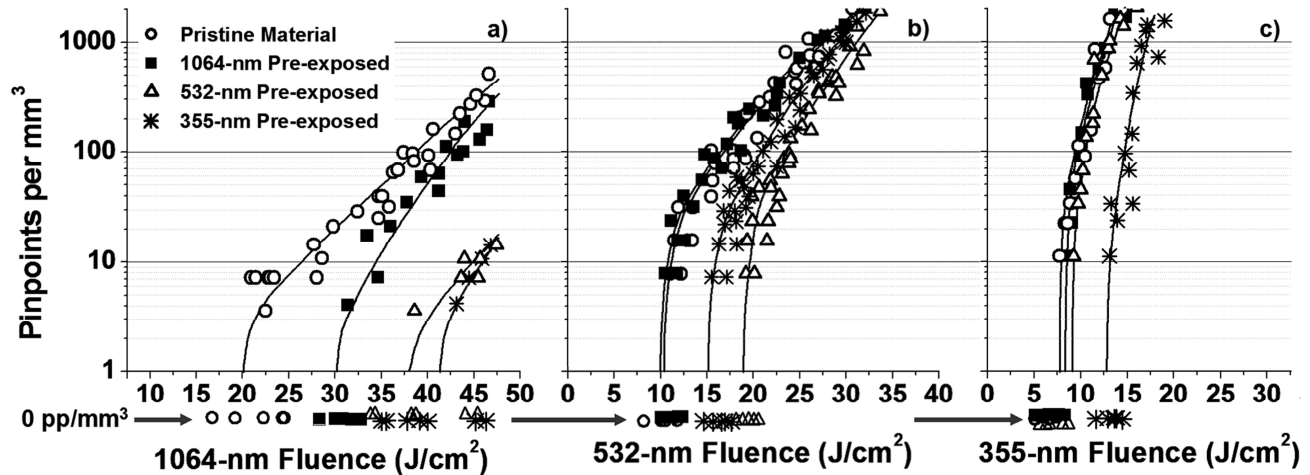 a)
b)
c)
Pristine Material
1064-nm Pre-exposed
532-nm Pre-exposed
355-nm Pre-exposed
Pinpoints per mm³
1000
100
10
1
10 15 20 25 30 35 40 45 50
0 5 10 15 20 25 30 35 40
0 5 10 15 20 25 30
0 pp/mm³
1064-nm Fluence (J/cm²)
532-nm Fluence (J/cm²)
355-nm Fluence (J/cm²)